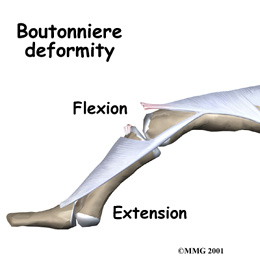 Boutonniere
deformity
Flexion
Extension
©MMG 2001